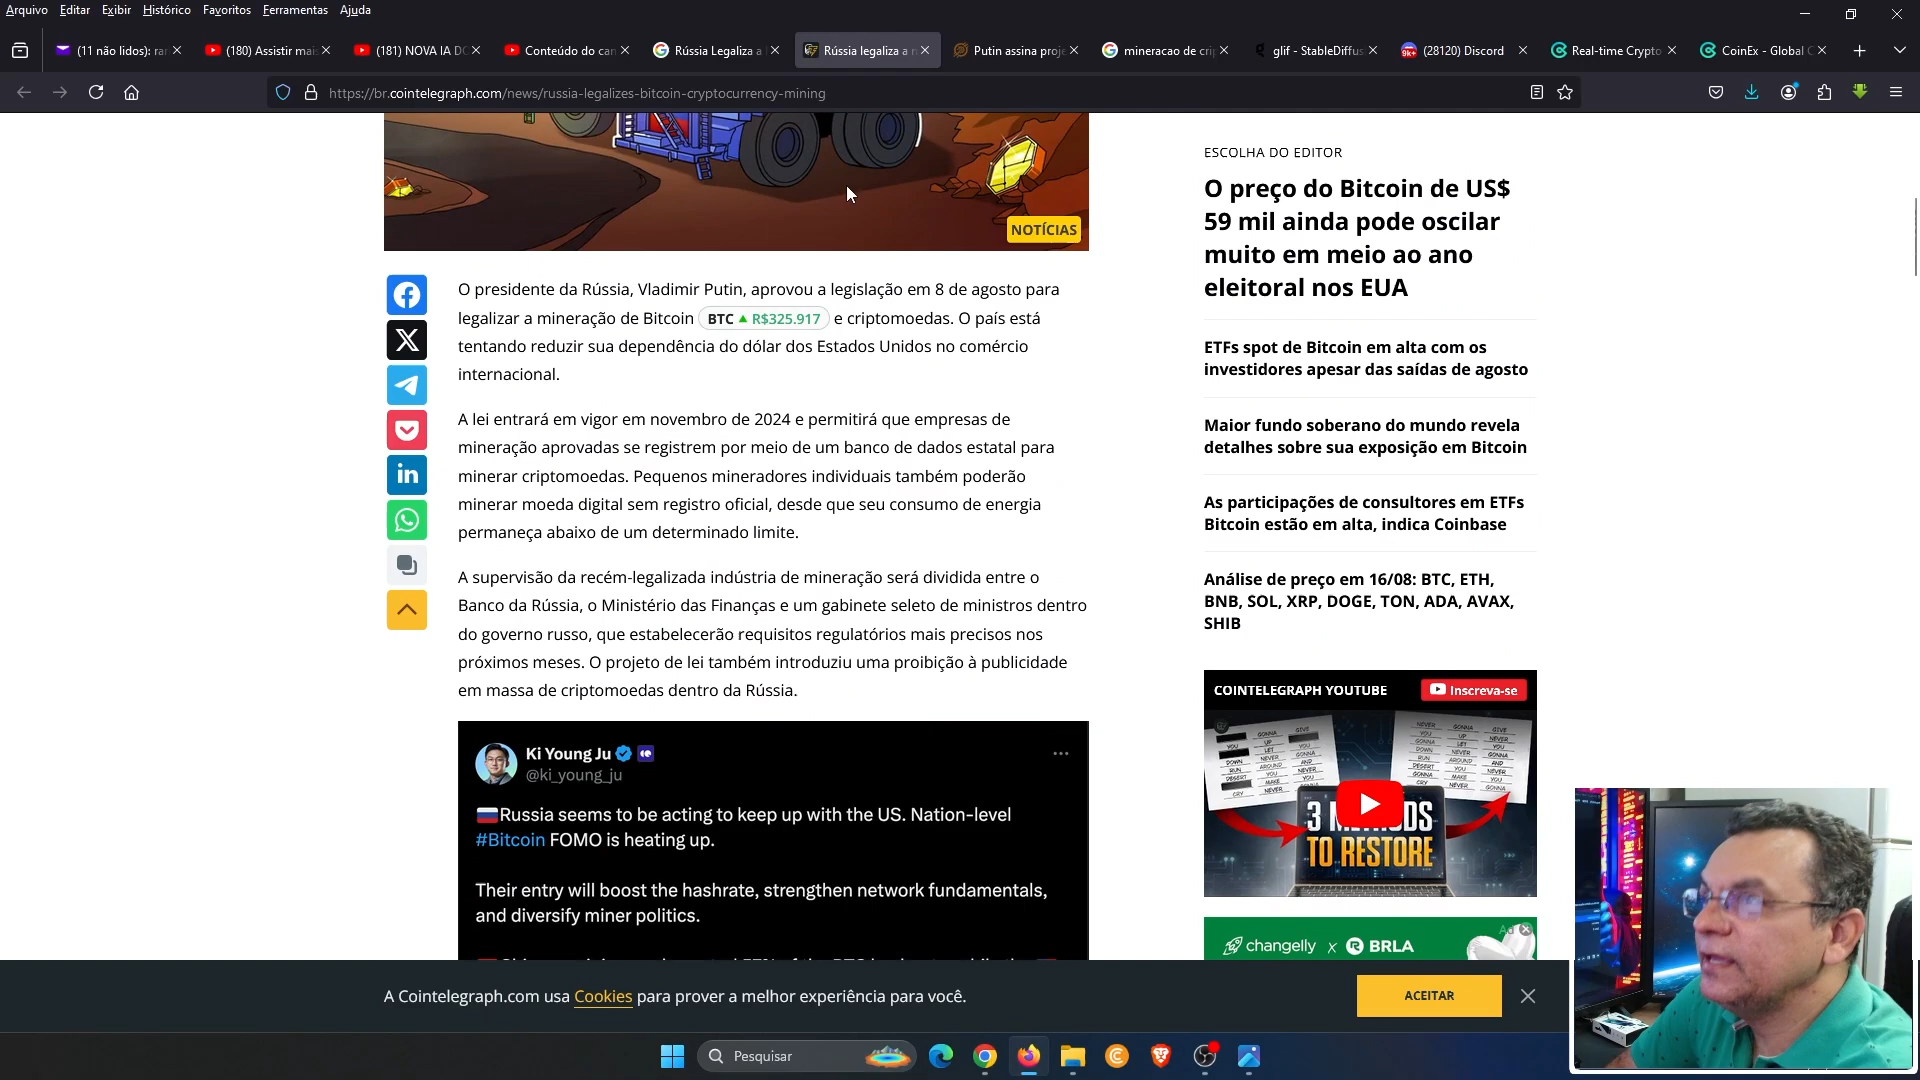 Arquivo Editar Exibir Histórico Favoritos Ferramentas Ajuda
(11 não lidos): ra
(180) Assistir mais
(181) NOVA IA DO
Conteúdo do can
Rússia Legaliza a
Rússia legaliza a
Putin assina proje
mineracao de crip
glif - StableDiffus
9k+
(28120) Discord
Real-time Crypto
CoinEx - Global C
https://br.cointelegraph.com/news/russia-legalizes-bitcoin-cryptocurrency-mining
NOTÍCIAS
O presidente da Rússia, Vladimir Putin, aprovou a legislação em 8 de agosto para
legalizar a mineração de Bitcoin BTC R$325.917 e criptomoedas. O país está
tentando reduzir sua dependência do dólar dos Estados Unidos no comércio
internacional.
A lei entrará em vigor em novembro de 2024 e permitirá que empresas de
mineração aprovadas se registrem por meio de um banco de dados estatal para
minerar criptomoedas. Pequenos mineradores individuais também poderão
minerar moeda digital sem registro oficial, desde que seu consumo de energia
permaneça abaixo de um determinado limite.
A supervisão da recém-legalizada indústria de mineração será dividida entre o
Banco da Rússia, o Ministério das Finanças e um gabinete seleto de ministros dentro
do governo russo, que estabelecerão requisitos regulatórios mais precisos nos
próximos meses. O projeto de lei também introduziu uma proibição à publicidade
em massa de criptomoedas dentro da Rússia.
Ki Young Ju
@ki_young_ju
Russia seems to be acting to keep up with the US. Nation-level
#Bitcoin FOMO is heating up.
Their entry will boost the hashrate, strengthen network fundamentals,
and diversify miner politics.
ESCOLHA DO EDITOR
O preço do Bitcoin de US$
59 mil ainda pode oscilar
muito em meio ao ano
eleitoral nos EUA
ETFs spot de Bitcoin em alta com os
investidores apesar das saídas de agosto
Maior fundo soberano do mundo revela
detalhes sobre sua exposição em Bitcoin
As participações de consultores em ETFs
Bitcoin estão em alta, indica Coinbase
Análise de preço em 16/08: BTC, ETH,
BNB, SOL, XRP, DOGE, TON, ADA, AVAX,
SHIB
COINTELEGRAPH YOUTUBE
Inscreva-se
TO RESTORE
changelly x BRLA
Ad
A Cointelegraph.com usa Cookies para prover a melhor experiência para você.
ACEITAR
Pesquisar